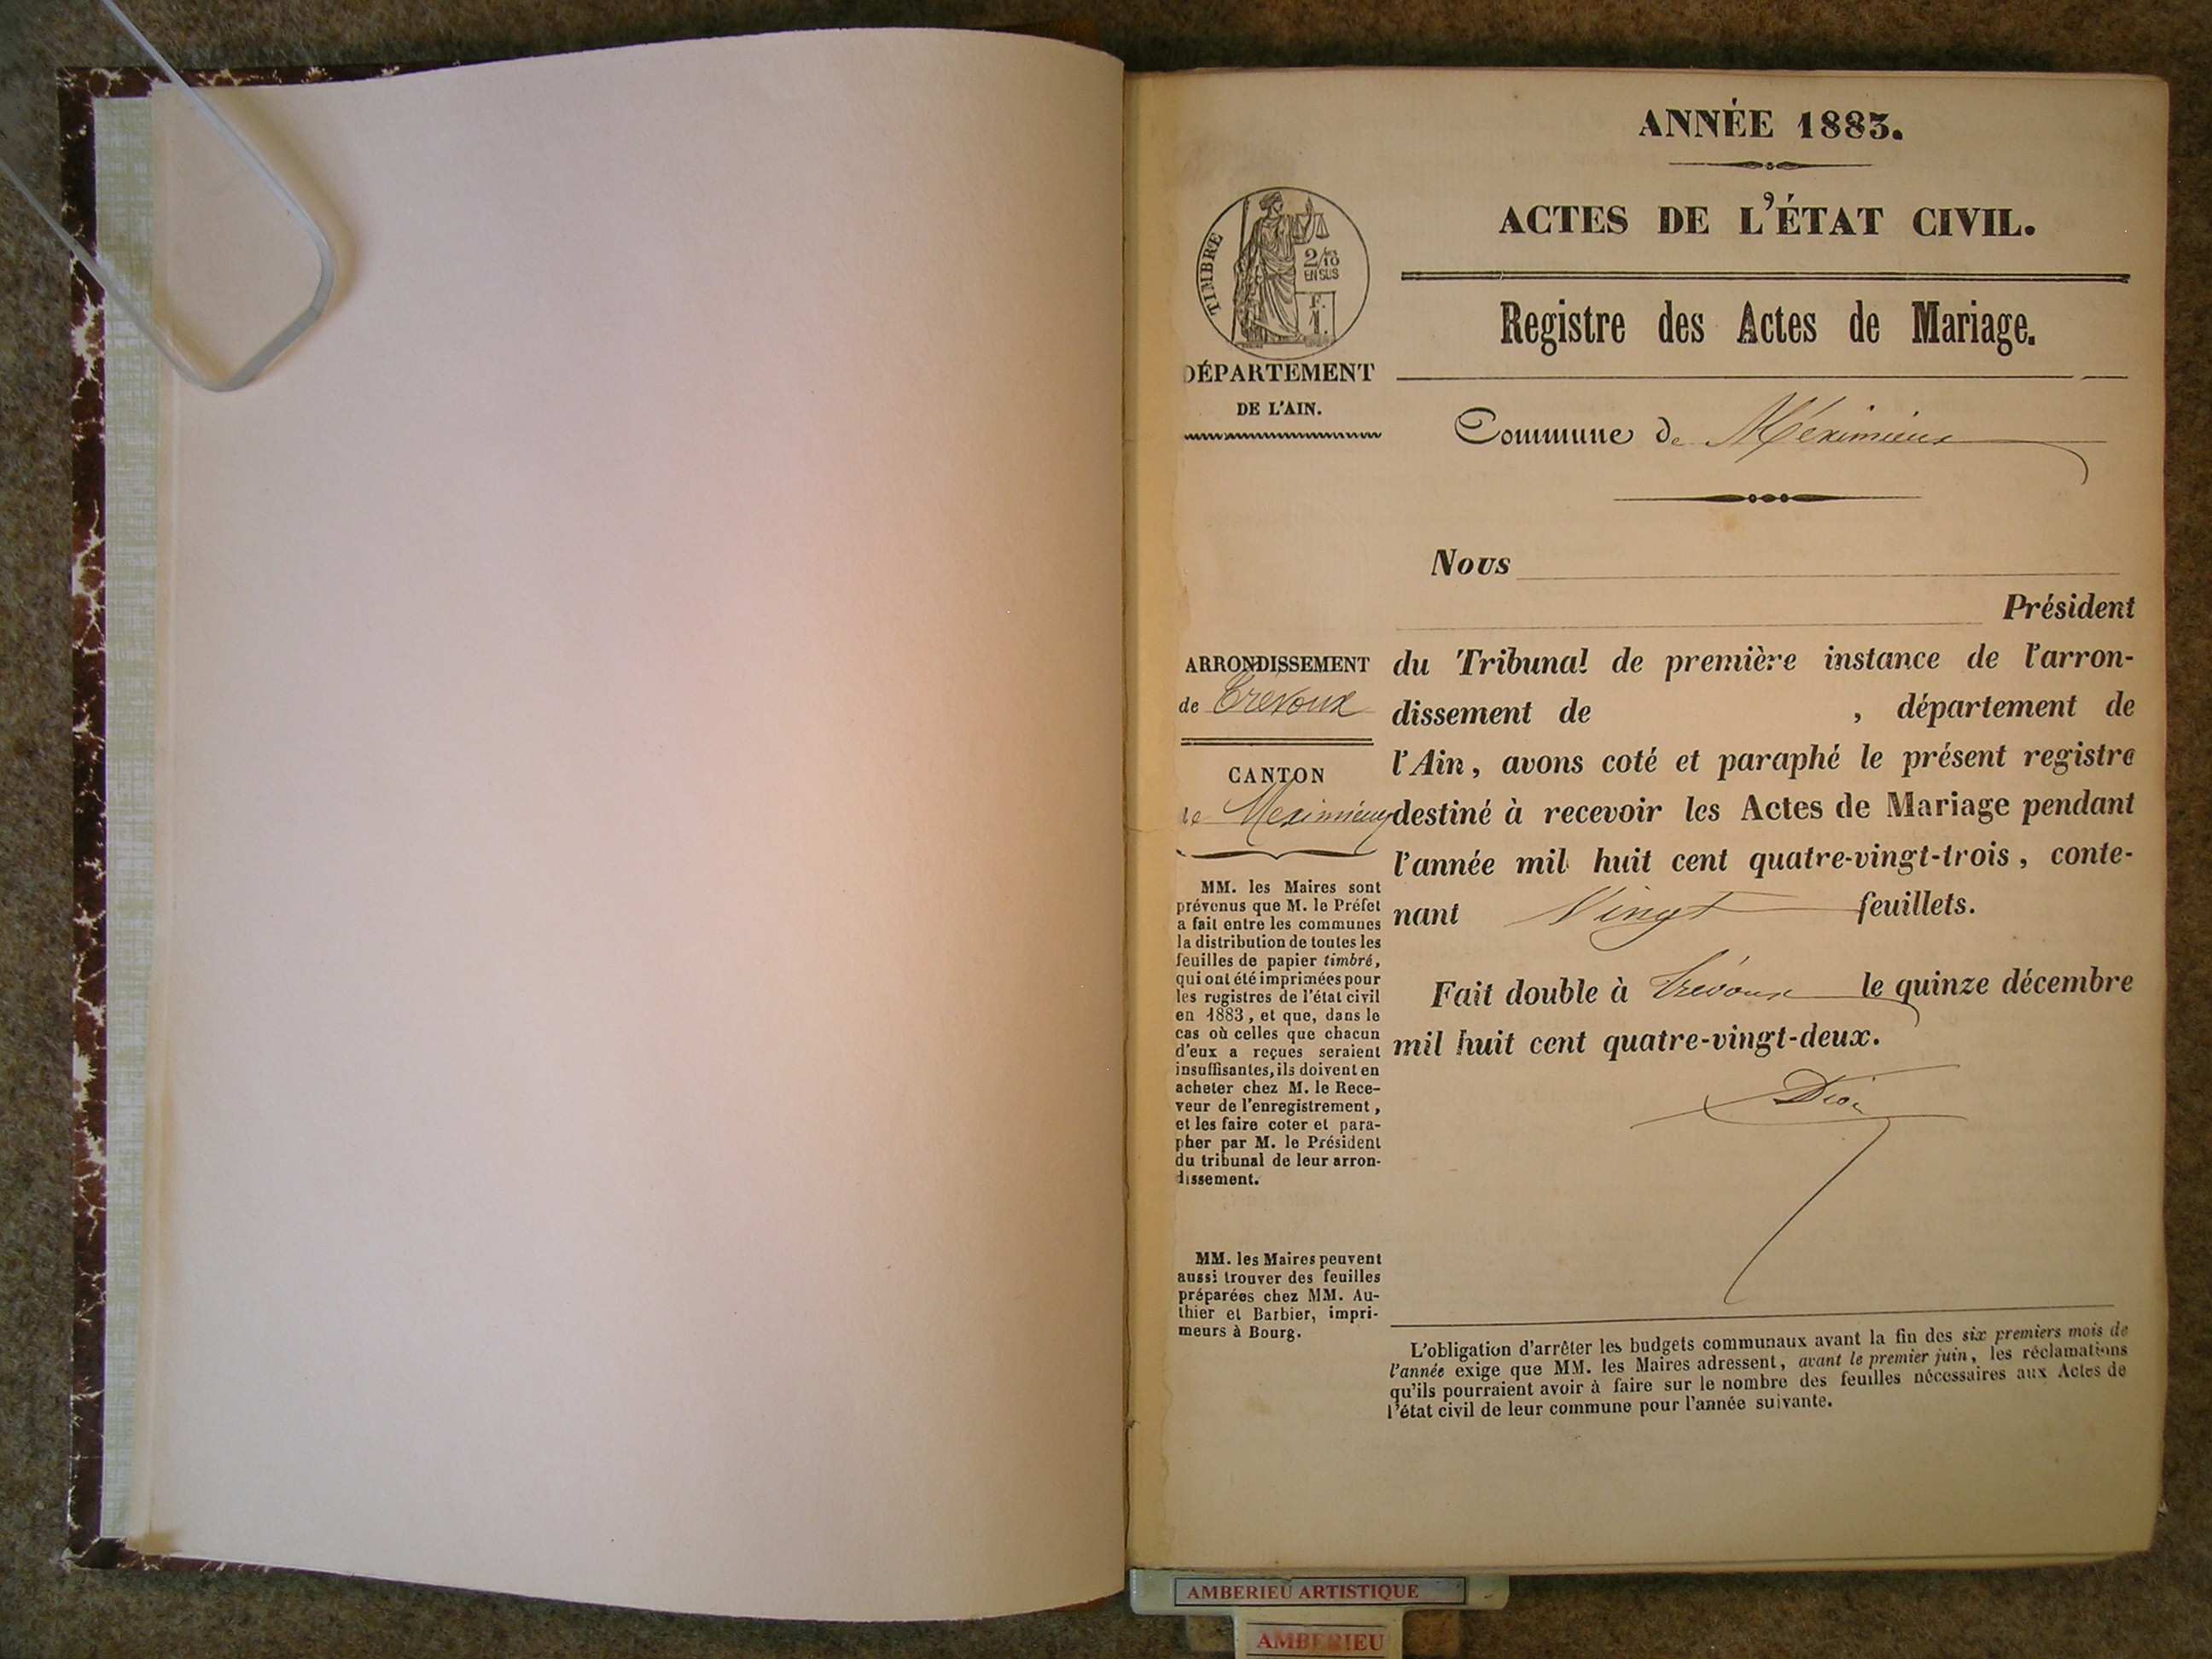 ANNÉE 1883.
ACTES DE L'ÉTAT CIVIL.
TIMBRE
2/10
EN SUS
F.
1.
Registre des Actes de Mariage.
DÉPARTEMENT
DE L'AIN.
Commune de Méximieux
Nous
Président
ARRONDISSEMENT
de Trévoux
CANTON
de Meximieux
du Tribunal de première instance de l'arron-
dissement de , département de
l'Ain, avons coté et paraphé le présent registre
destiné à recevoir les Actes de Mariage pendant
l'année mil huit cent quatre-vingt-trois, conte-
nant Vingt feuillets.
Fait double à Trévoux le quinze décembre
mil huit cent quatre-vingt-deux.
MM. les Maires sont
prévenus que M. le Préfet
a fait entre les communes
la distribution de toutes les
feuilles de papier timbré,
qui ont été imprimées pour
les registres de l'état civil
en 1883, et que, dans le
cas où celles que chacun
d'eux a reçues seraient
insuffisantes, ils doivent en
acheter chez M. le Rece-
veur de l'enregistrement,
et les faire coter et para-
pher par M. le Président
du tribunal de leur arron-
dissement.
MM. les Maires peuvent
aussi trouver des feuilles
préparées chez MM. Au-
thier et Barbier, impri-
meurs à Bourg.
L'obligation d'arrêter les budgets communaux avant la fin des six premiers mois de
l'année exige que MM. les Maires adressent, avant le premier juin, les réclamations
qu'ils pourraient avoir à faire sur le nombre des feuilles nécessaires aux Actes de
l'état civil de leur commune pour l'année suivante.
AMBERIEU ARTISTIQUE
AMBERIEU